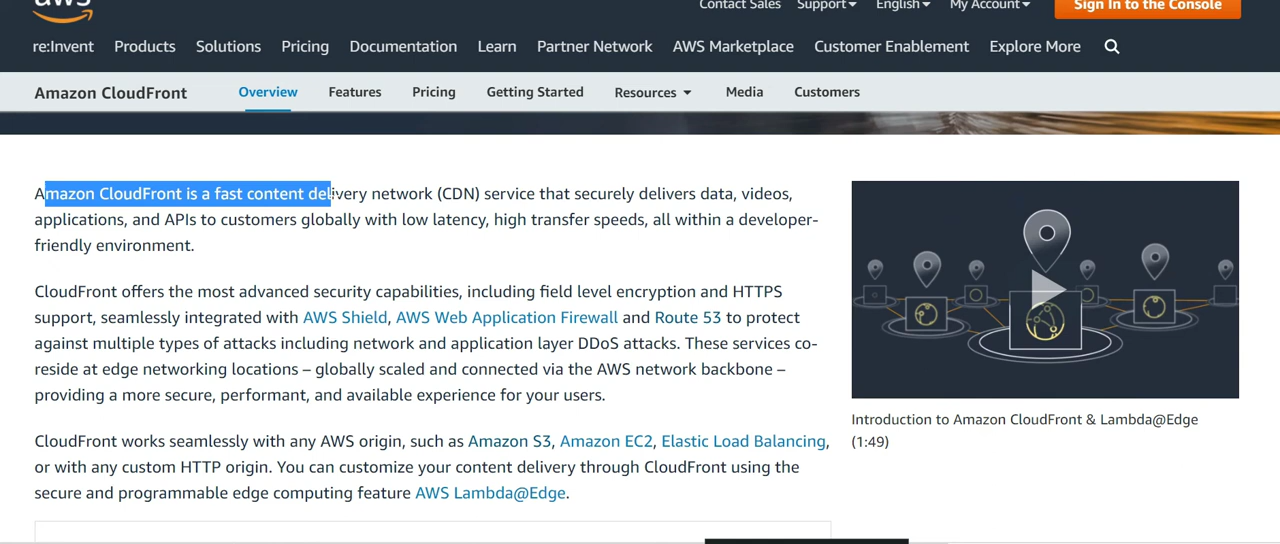 aws
Contact Sales Support English My Account Sign In to the Console
re:Invent Products Solutions Pricing Documentation Learn Partner Network AWS Marketplace Customer Enablement Explore More
Amazon CloudFront Overview Features Pricing Getting Started Resources Media Customers
Amazon CloudFront is a fast content delivery network (CDN) service that securely delivers data, videos,
applications, and APIs to customers globally with low latency, high transfer speeds, all within a developer-
friendly environment.
CloudFront offers the most advanced security capabilities, including field level encryption and HTTPS
support, seamlessly integrated with AWS Shield, AWS Web Application Firewall and Route 53 to protect
against multiple types of attacks including network and application layer DDoS attacks. These services co-
reside at edge networking locations – globally scaled and connected via the AWS network backbone –
providing a more secure, performant, and available experience for your users.
CloudFront works seamlessly with any AWS origin, such as Amazon S3, Amazon EC2, Elastic Load Balancing,
or with any custom HTTP origin. You can customize your content delivery through CloudFront using the
secure and programmable edge computing feature AWS Lambda@Edge.
Introduction to Amazon CloudFront & Lambda@Edge
(1:49)